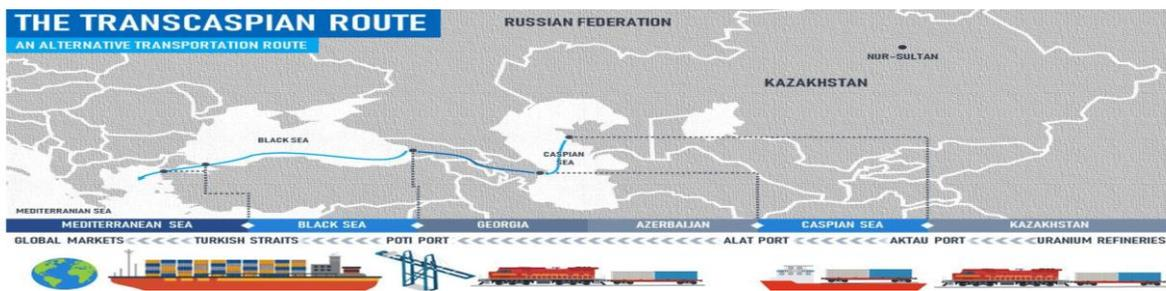 THE TRANSCASPIAN ROUTE
AN ALTERNATIVE TRANSPORTATION ROUTE
RUSSIAN FEDERATION
NUR-SULTAN
KAZAKHSTAN
BLACK SEA
CASPIAN
SEA
MEDITERRANIAN SEA
MEDITERRANEAN SEA BLACK SEA GEORGIA AZERBAIJAN CASPIAN SEA KAZAKHSTAN
GLOBAL MARKETS TURKISH STRAITS POTI PORT ALAT PORT AKTAU PORT URANIUM REFINERIES